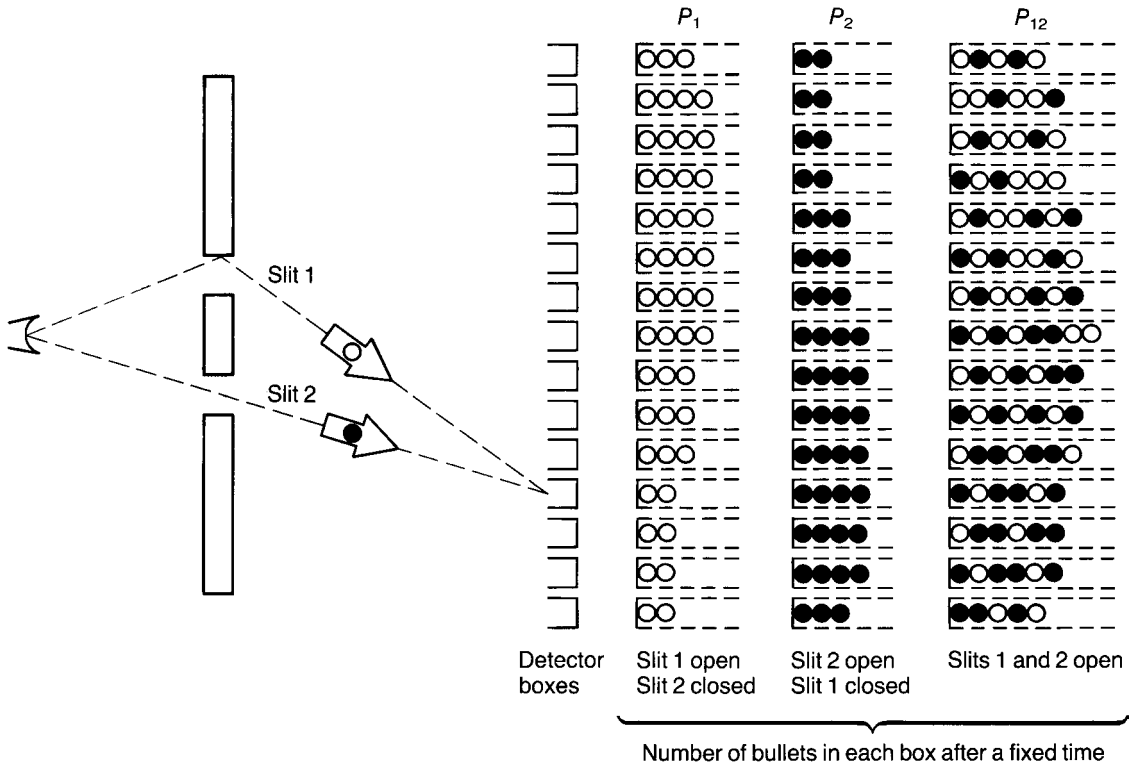 P1
P2
P12
Slit 1
Slit 2
Detector
boxes
Slit 1 open
Slit 2 closed
Slit 2 open
Slit 1 closed
Slits 1 and 2 open
Number of bullets in each box after a fixed time